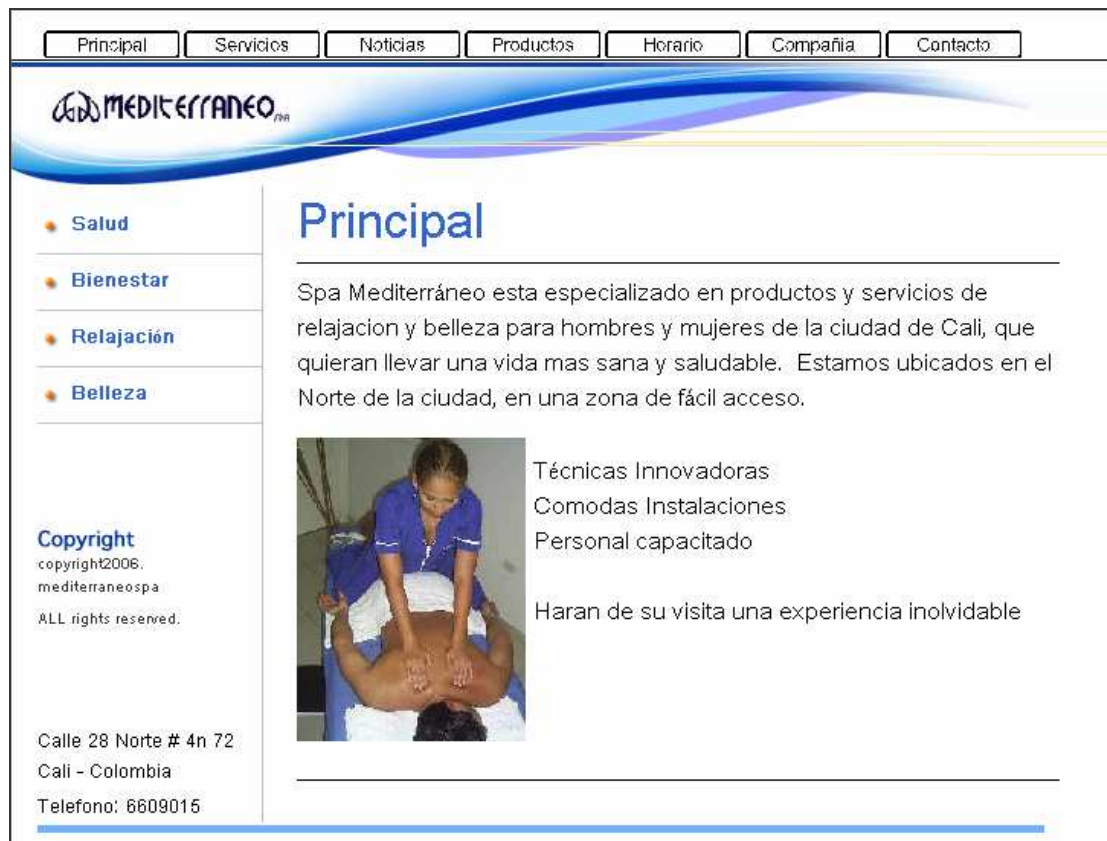 Principal
Servicios
Noticias
Productos
Horario
Compañia
Contacto
MEDITERRANEO
spa
Salud
Bienestar
Relajación
Belleza
Copyright
copyright2006.
mediterraneospa
ALL rights reserved.
Calle 28 Norte # 4n 72
Cali - Colombia
Telefono: 6609015
Principal
Spa Mediterráneo esta especializado en productos y servicios de
relajacion y belleza para hombres y mujeres de la ciudad de Cali, que
quieran llevar una vida mas sana y saludable. Estamos ubicados en el
Norte de la ciudad, en una zona de fácil acceso.
Técnicas Innovadoras
Comodas Instalaciones
Personal capacitado
Haran de su visita una experiencia inolvidable